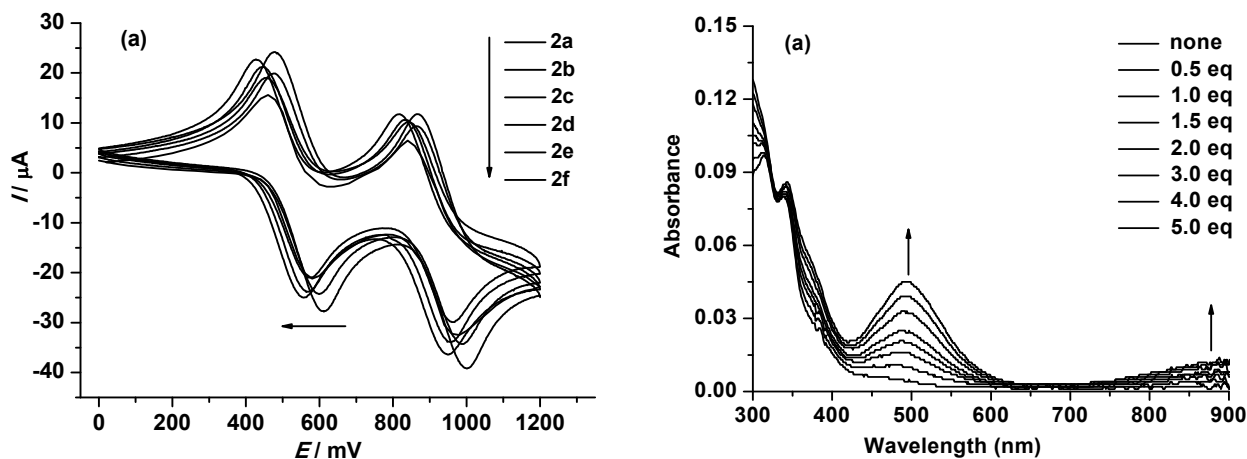 (a)
2a
2b
2c
2d
2e
2f
30
20
10
0
-10
-20
-30
-40
I / µA
0 200 400 600 800 1000 1200
E / mV
(a)
none
0.5 eq
1.0 eq
1.5 eq
2.0 eq
3.0 eq
4.0 eq
5.0 eq
0.15
0.12
0.09
0.06
0.03
0.00
Absorbance
300 400 500 600 700 800 900
Wavelength (nm)